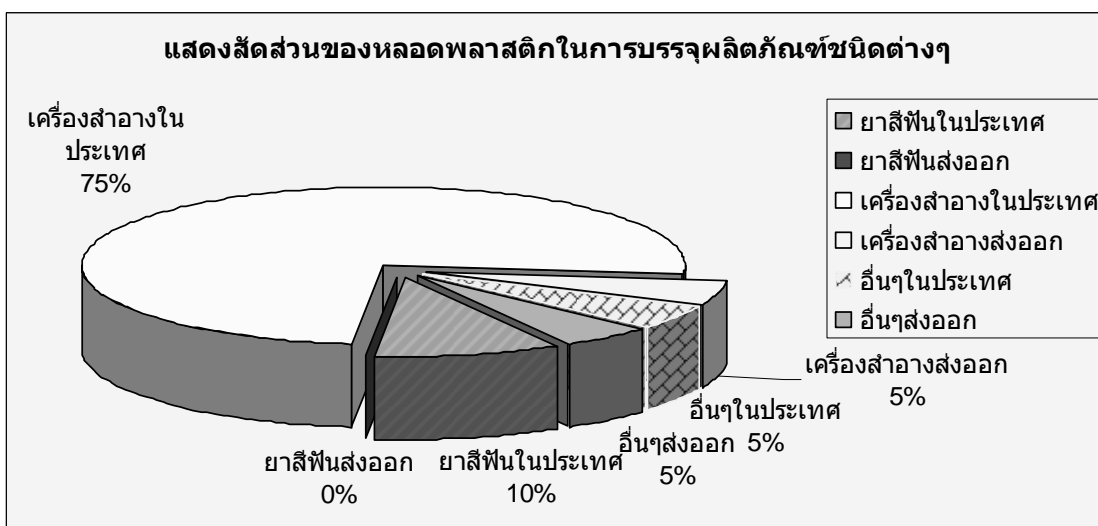 แสดงสัดส่วนของหลอดพลาสติกในการบรรจุผลิตภัณฑ์ชนิดต่างๆ
เครื่องสำอางใน
ประเทศ
75%
ยาสีฟันในประเทศ
ยาสีฟันส่งออก
เครื่องสำอางในประเทศ
เครื่องสำอางส่งออก
อื่นๆในประเทศ
อื่นๆส่งออก
เครื่องสำอางส่งออก
5%
อื่นๆในประเทศ
5%
อื่นๆส่งออก
5%
ยาสีฟันในประเทศ
10%
ยาสีฟันส่งออก
0%